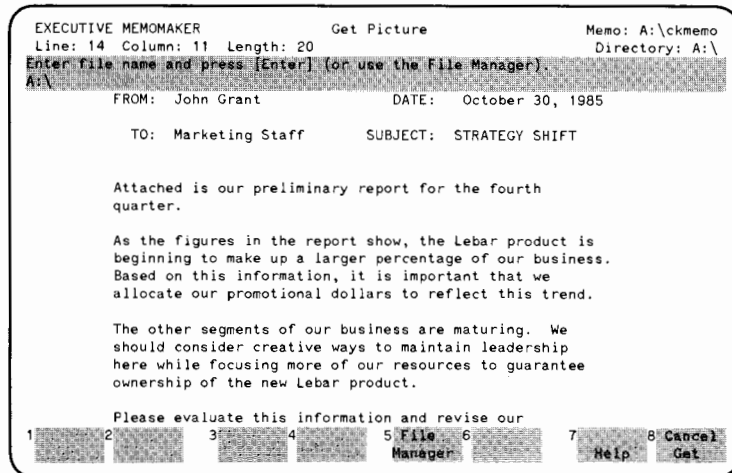 EXECUTIVE MEMOMAKER Get Picture Memo: A:\ckmemo
Line: 14 Column: 11 Length: 20 Directory: A:\
Enter file name and press [Enter] (or use the File Manager).
A:\
FROM: John Grant DATE: October 30, 1985
TO: Marketing Staff SUBJECT: STRATEGY SHIFT
Attached is our preliminary report for the fourth
quarter.
As the figures in the report show, the Lebar product is
beginning to make up a larger percentage of our business.
Based on this information, it is important that we
allocate our promotional dollars to reflect this trend.
The other segments of our business are maturing. We
should consider creative ways to maintain leadership
here while focusing more of our resources to guarantee
ownership of the new Lebar product.
Please evaluate this information and revise our
1 2 3 4 5 File 6 7 8 Cancel
Manager Help Get